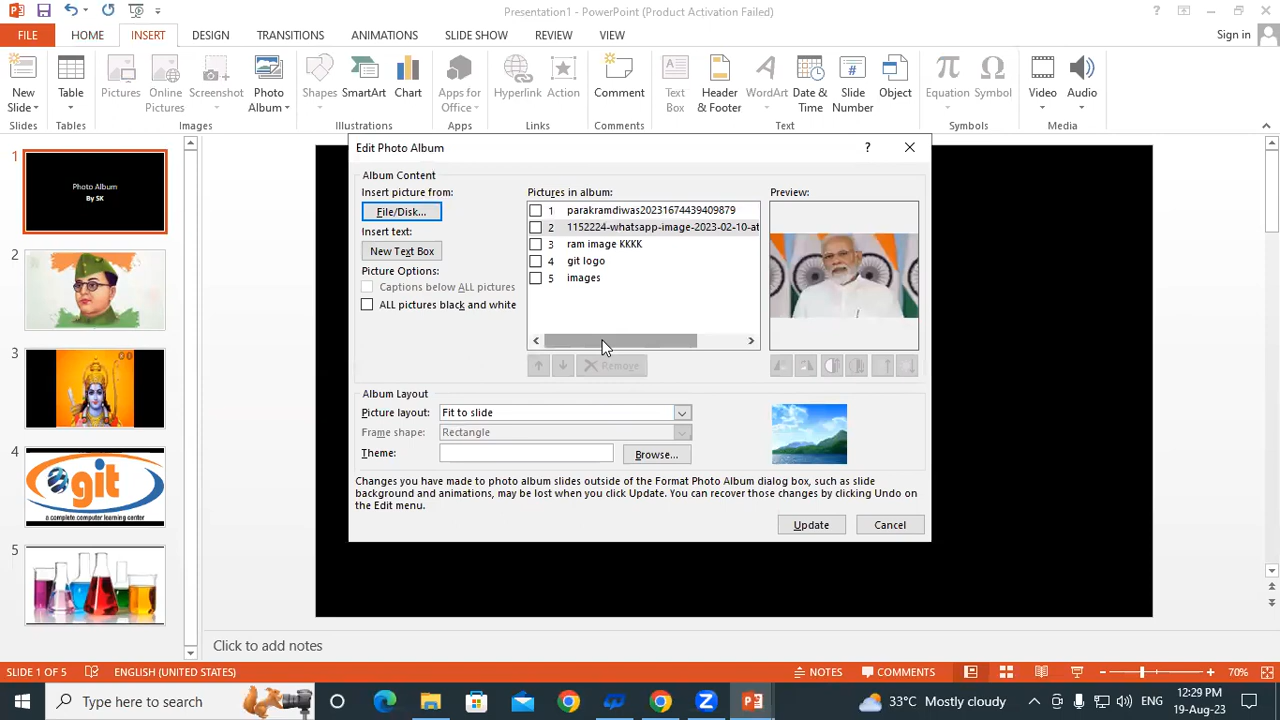 Presentation1 - PowerPoint (Product Activation Failed)
FILE HOME INSERT DESIGN TRANSITIONS ANIMATIONS SLIDE SHOW REVIEW VIEW Sign in
New Slide
Table
Pictures
Online Pictures
Screenshot
Photo Album
Shapes
SmartArt
Chart
Apps for Office
Hyperlink
Action
Comment
Text Box
Header & Footer
WordArt
Date & Time
Slide Number
Object
Equation
Symbol
Video
Audio
Slides Tables Images Illustrations Apps Links Comments Text Symbols Media
1
Photo Album
By SK
2
3
4
git
a complete computer learning center
5
Edit Photo Album
Album Content
Insert picture from:
File/Disk...
Insert text:
New Text Box
Picture Options:
Captions below ALL pictures
ALL pictures black and white
Pictures in album:
1 parakramdiwas20231674439409879
2 1152224-whatsapp-image-2023-02-10-at
3 ram image KKKK
4 git logo
5 images
Remove
Preview:
Album Layout
Picture layout: Fit to slide
Frame shape: Rectangle
Theme:
Browse...
Changes you have made to photo album slides outside of the Format Photo Album dialog box, such as slide
background and animations, may be lost when you click Update. You can recover those changes by clicking Undo on
the Edit menu.
Update Cancel
Click to add notes
SLIDE 1 OF 5 ENGLISH (UNITED STATES) NOTES COMMENTS 70%
Type here to search
33°C Mostly cloudy
ENG
12:29 PM
19-Aug-23